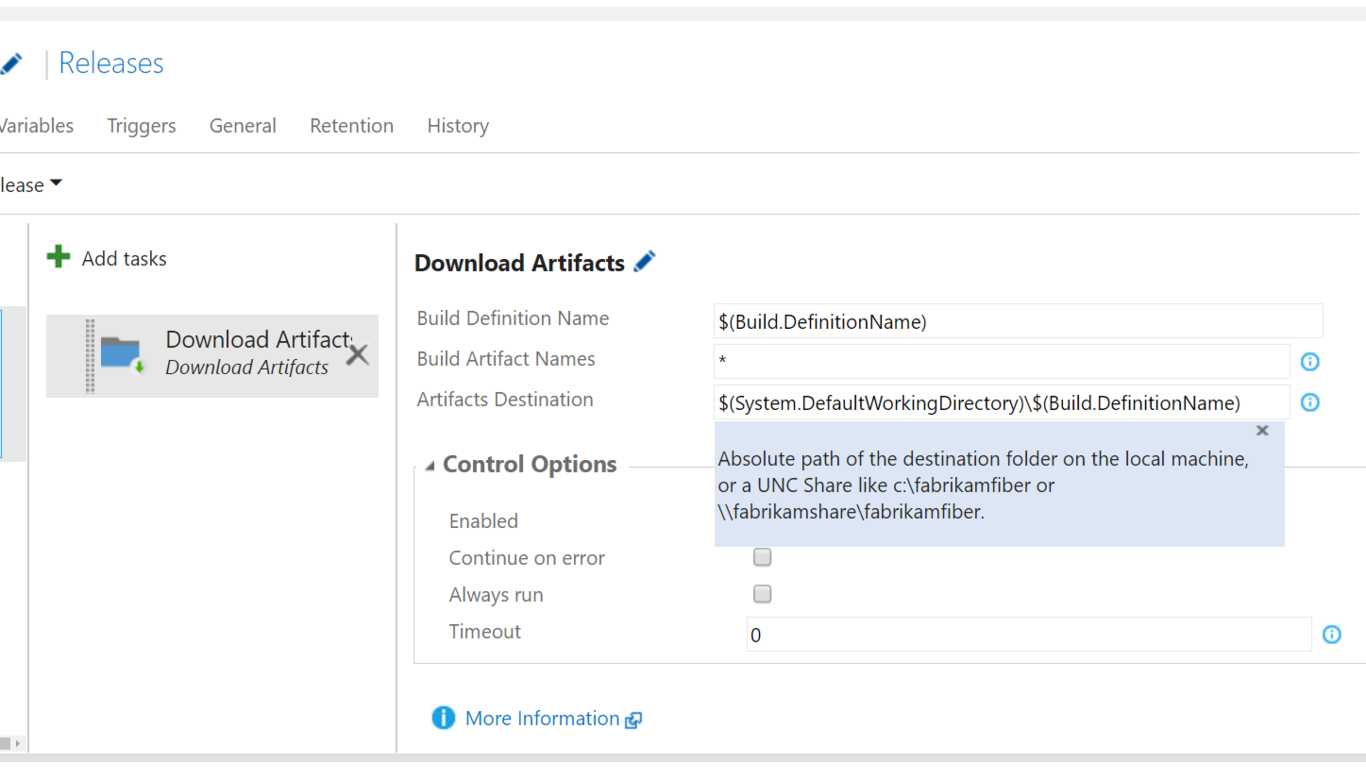 Releases
Variables Triggers General Retention History
lease
Add tasks
Download Artifacts
Download Artifacts
Download Artifacts
Build Definition Name
$(Build.DefinitionName)
Build Artifact Names
*
Artifacts Destination
$(System.DefaultWorkingDirectory)\$(Build.DefinitionName)
Absolute path of the destination folder on the local machine,
or a UNC Share like c:\fabrikamfiber or
\\fabrikamshare\fabrikamfiber.
Control Options
Enabled
Continue on error
Always run
Timeout
0
More Information